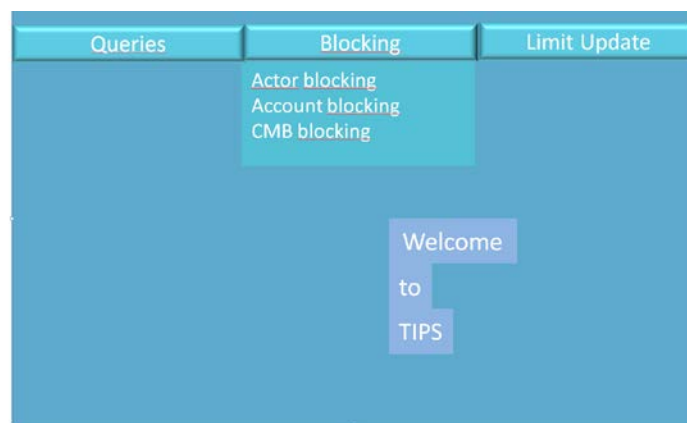 Queries
Blocking
Limit Update
Actor blocking
Account blocking
CMB blocking
Welcome
to
TIPS